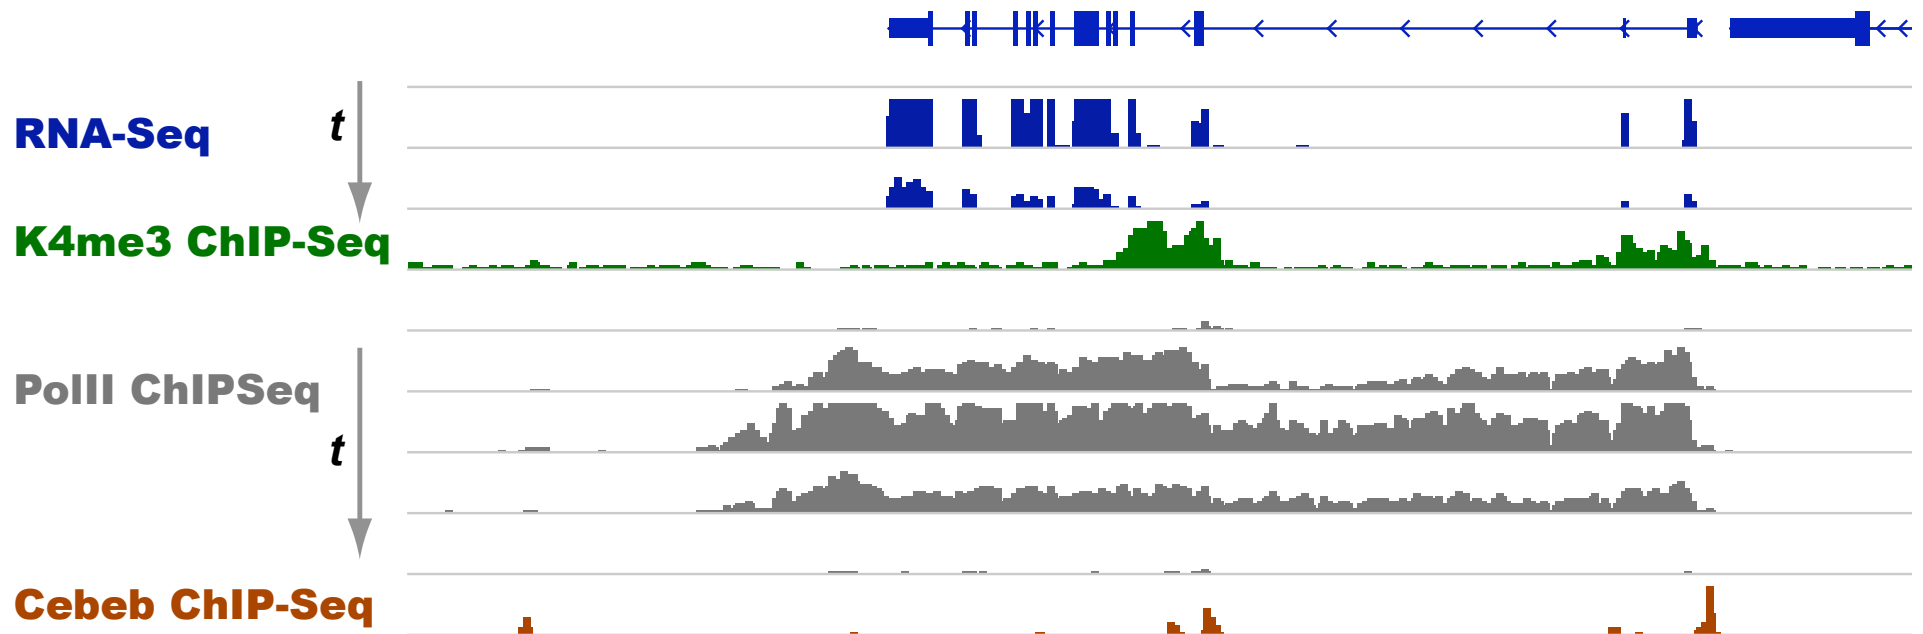 RNA-Seq
t
K4me3 ChIP-Seq
PolII ChIPSeq
t
Cebeb ChIP-Seq